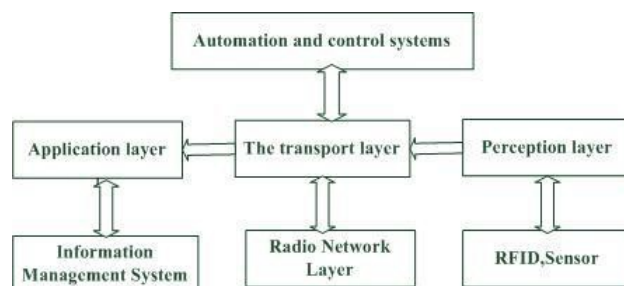 Automation and control systems
Application layer
The transport layer
Perception layer
Information
Management System
Radio Network
Layer
RFID,Sensor